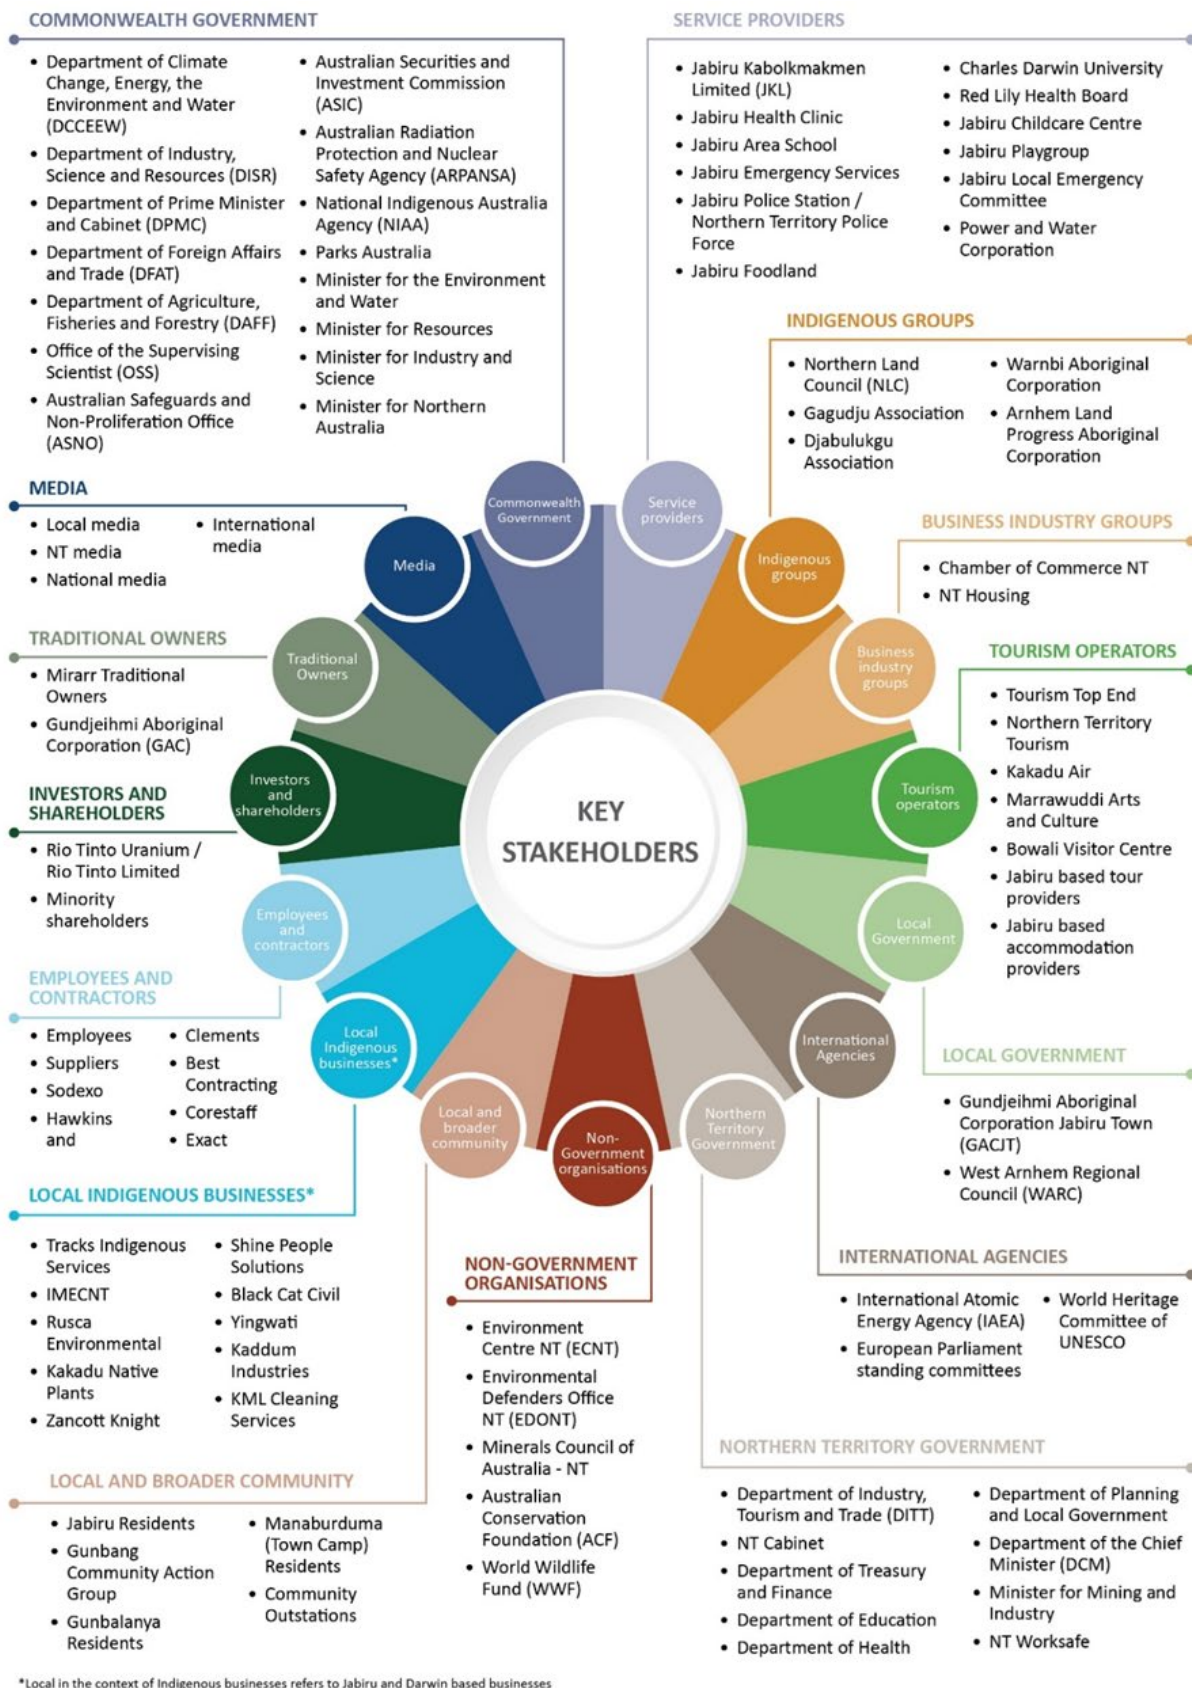 COMMONWEALTH GOVERNMENT
• Department of Climate
Change, Energy, the
Environment and Water
(DCCEEW)
• Department of Industry,
Science and Resources (DISR)
• Department of Prime Minister
and Cabinet (DPMC)
• Department of Foreign Affairs
and Trade (DFAT)
• Department of Agriculture,
Fisheries and Forestry (DAFF)
• Office of the Supervising
Scientist (OSS)
• Australian Safeguards and
Non-Proliferation Office
(ASNO)
• Australian Securities and
Investment Commission
(ASIC)
• Australian Radiation
Protection and Nuclear
Safety Agency (ARPANSA)
• National Indigenous Australia
Agency (NIAA)
• Parks Australia
• Minister for the Environment
and Water
• Minister for Resources
• Minister for Industry and
Science
• Minister for Northern
Australia
SERVICE PROVIDERS
• Jabiru Kabolkmakmen
Limited (JKL)
• Jabiru Health Clinic
• Jabiru Area School
• Jabiru Emergency Services
• Jabiru Police Station /
Northern Territory Police
Force
• Jabiru Foodland
• Charles Darwin University
• Red Lily Health Board
• Jabiru Childcare Centre
• Jabiru Playgroup
• Jabiru Local Emergency
Committee
• Power and Water
Corporation
INDIGENOUS GROUPS
• Northern Land
Council (NLC)
• Gagudju Association
• Djabulukgu
Association
• Warnbi Aboriginal
Corporation
• Arnhem Land
Progress Aboriginal
Corporation
MEDIA
• Local media
• NT media
• National media
• International
media
BUSINESS INDUSTRY GROUPS
• Chamber of Commerce NT
• NT Housing
TRADITIONAL OWNERS
• Mirarr Traditional
Owners
• Gundjeihmi Aboriginal
Corporation (GAC)
TOURISM OPERATORS
• Tourism Top End
• Northern Territory
Tourism
• Kakadu Air
• Marrawuddi Arts
and Culture
• Bowali Visitor Centre
• Jabiru based tour
providers
• Jabiru based
accommodation
providers
INVESTORS AND
SHAREHOLDERS
• Rio Tinto Uranium /
Rio Tinto Limited
• Minority
shareholders
Commonwealth
Government
Service
providers
Media
Indigenous
groups
Traditional
Owners
Business
industry
groups
Investors
and
shareholders
Tourism
operators
KEY
STAKEHOLDERS
Employees
and
contractors
Local
Government
Local
Indigenous
businesses*
International
Agencies
Local and
broader
community
Non-
Government
organisations
Northern
Territory
Government
EMPLOYEES AND
CONTRACTORS
• Employees
• Suppliers
• Sodexo
• Hawkins
and
• Clements
• Best
Contracting
• Corestaff
• Exact
LOCAL GOVERNMENT
• Gundjeihmi Aboriginal
Corporation Jabiru Town
(GACJT)
• West Arnhem Regional
Council (WARC)
LOCAL INDIGENOUS BUSINESSES*
• Tracks Indigenous
Services
• IMECNT
• Rusca
Environmental
• Kakadu Native
Plants
• Zancott Knight
• Shine People
Solutions
• Black Cat Civil
• Yingwati
• Kaddum
Industries
• KML Cleaning
Services
NON-GOVERNMENT
ORGANISATIONS
• Environment
Centre NT (ECNT)
• Environmental
Defenders Office
NT (EDONT)
• Minerals Council of
Australia - NT
• Australian
Conservation
Foundation (ACF)
• World Wildlife
Fund (WWF)
INTERNATIONAL AGENCIES
• International Atomic
Energy Agency (IAEA)
• European Parliament
standing committees
• World Heritage
Committee of
UNESCO
LOCAL AND BROADER COMMUNITY
• Jabiru Residents
• Gunbang
Community Action
Group
• Gunbalanya
Residents
• Manaburduma
(Town Camp)
Residents
• Community
Outstations
NORTHERN TERRITORY GOVERNMENT
• Department of Industry,
Tourism and Trade (DITT)
• NT Cabinet
• Department of Treasury
and Finance
• Department of Education
• Department of Health
• Department of Planning
and Local Government
• Department of the Chief
Minister (DCM)
• Minister for Mining and
Industry
• NT Worksafe
*Local in the context of Indigenous businesses refers to Jabiru and Darwin based businesses